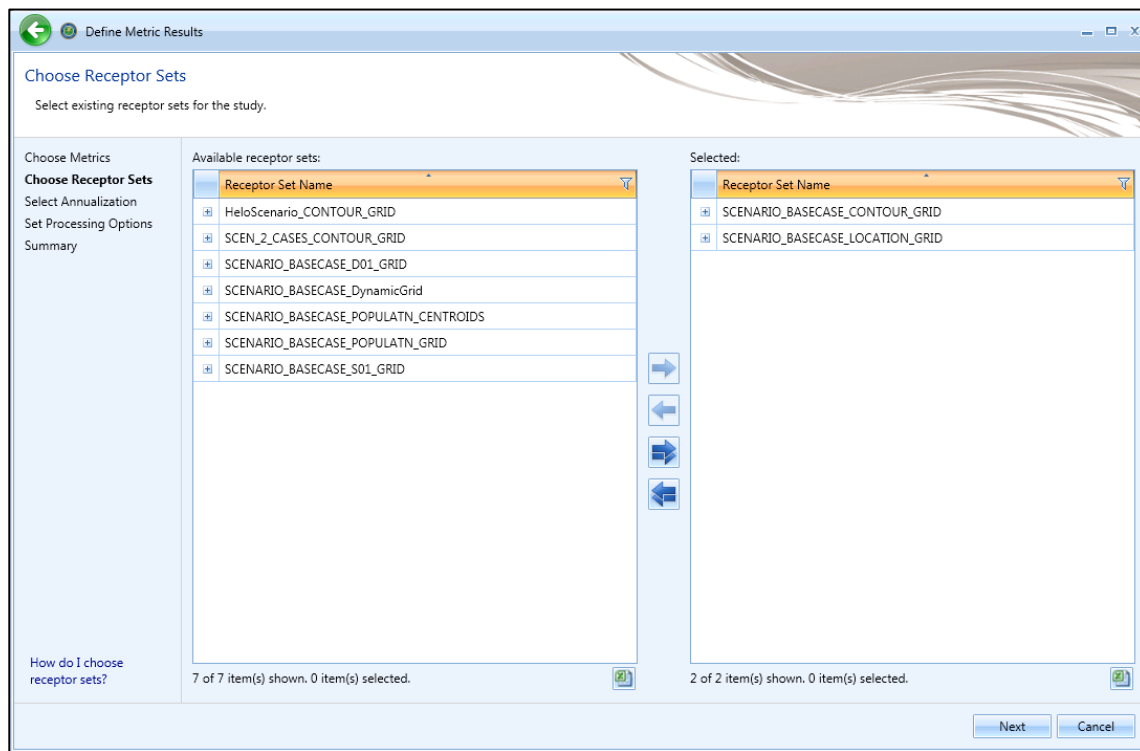 Define Metric Results
Choose Receptor Sets
Select existing receptor sets for the study.
Choose Metrics
Choose Receptor Sets
Select Annualization
Set Processing Options
Summary
How do I choose
receptor sets?
Available receptor sets:
Receptor Set Name
HeloScenario_CONTOUR_GRID
SCEN_2_CASES_CONTOUR_GRID
SCENARIO_BASECASE_D01_GRID
SCENARIO_BASECASE_DynamicGrid
SCENARIO_BASECASE_POPULATN_CENTROIDS
SCENARIO_BASECASE_POPULATN_GRID
SCENARIO_BASECASE_S01_GRID
7 of 7 item(s) shown. 0 item(s) selected.
Selected:
Receptor Set Name
SCENARIO_BASECASE_CONTOUR_GRID
SCENARIO_BASECASE_LOCATION_GRID
2 of 2 item(s) shown. 0 item(s) selected.
Next
Cancel